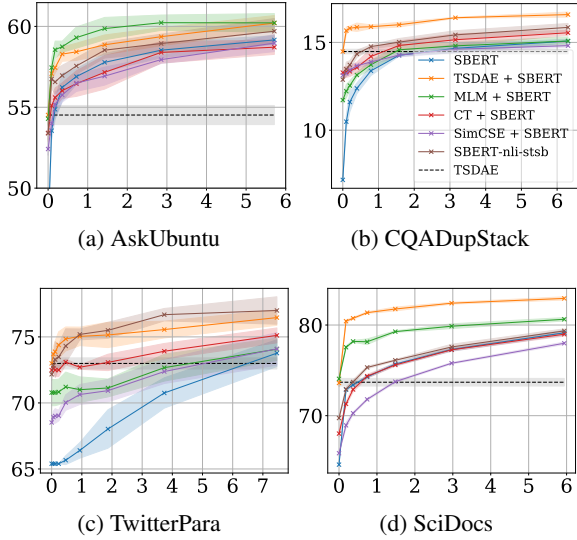 60
55
50
0 1 2 3 4 5 6
(a) AskUbuntu
15
10
0 1 2 3 4 5 6
SBERT
TSDAE + SBERT
MLM + SBERT
CT + SBERT
SimCSE + SBERT
SBERT-nli-stsb
TSDAE
(b) CQADupStack
75
70
65
0 1 2 3 4 5 6 7
(c) TwitterPara
80
70
0 1 2 3 4 5 6
(d) SciDocs